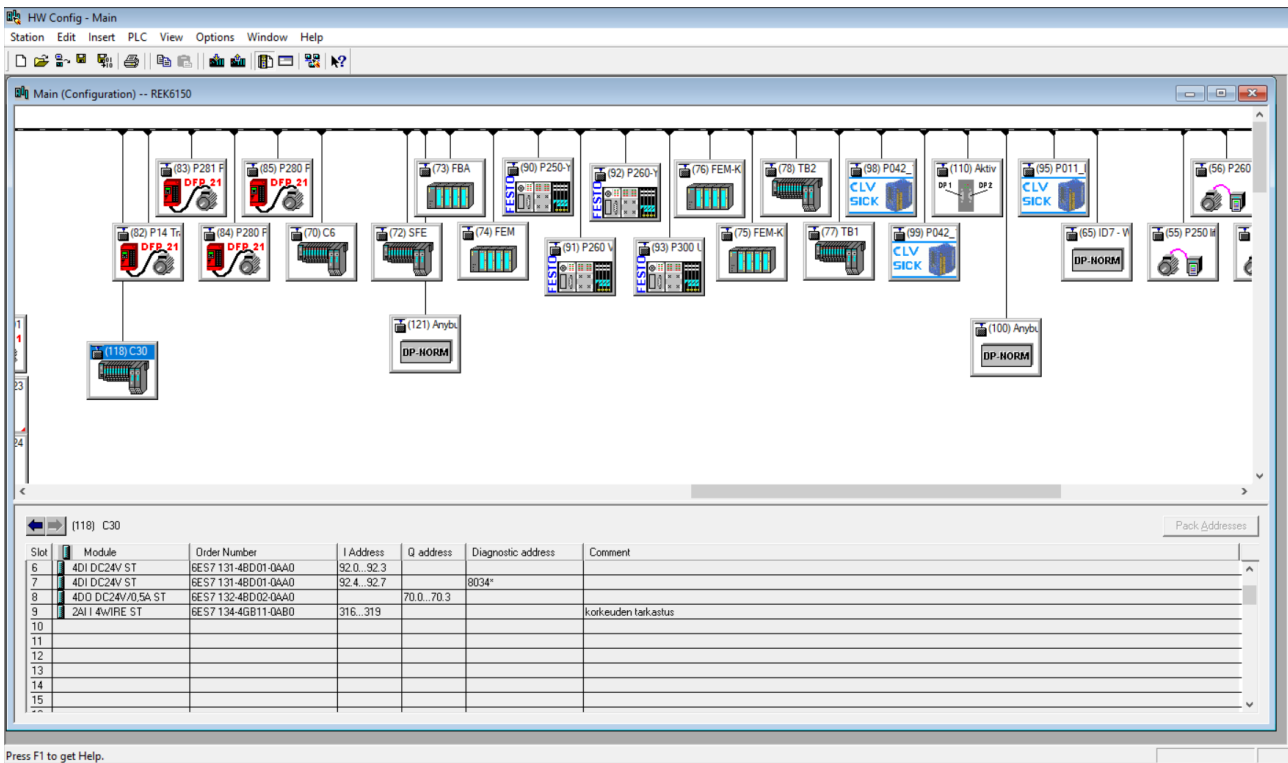 HW Config - Main
Station Edit Insert PLC View Options Window Help
Main (Configuration) -- REK6150
(83) P281 F
DFP 21
(85) P280 F
DFP 21
(73) FBA
(90) P250-Y
FESTO
(92) P260-Y
FESTO
(76) FEM-K
(78) TB2
(98) P042_
CLV
SICK
(110) Aktiv
DP 1 DP 2
(95) P011_
CLV
SICK
(56) P260
(82) P14 Tr
DFP 21
(84) P280 F
DFP 21
(70) C6
(72) SFE
(74) FEM
(91) P260 V
FESTO
(93) P300 U
FESTO
(75) FEM-K
(77) TB1
(99) P042_
CLV
SICK
(65) ID7 - W
DP-NORM
(55) P250
(118) C30
(121) Anybu
DP-NORM
(100) Anybu
DP-NORM
23
24
(118) C30
Pack Addresses
Slot Module Order Number I Address Q address Diagnostic address Comment
6 4DI DC24V ST 6ES7 131-4BD01-0AA0 92.0...92.3
7 4DI DC24V ST 6ES7 131-4BD01-0AA0 92.4...92.7 8034*
8 4DO DC24V/0,5A ST 6ES7 132-4BD02-0AA0 70.0...70.3
9 2AI I 4WIRE ST 6ES7 134-4GB11-0AB0 316...319 korkeuden tarkastus
10
11
12
13
14
15
Press F1 to get Help.